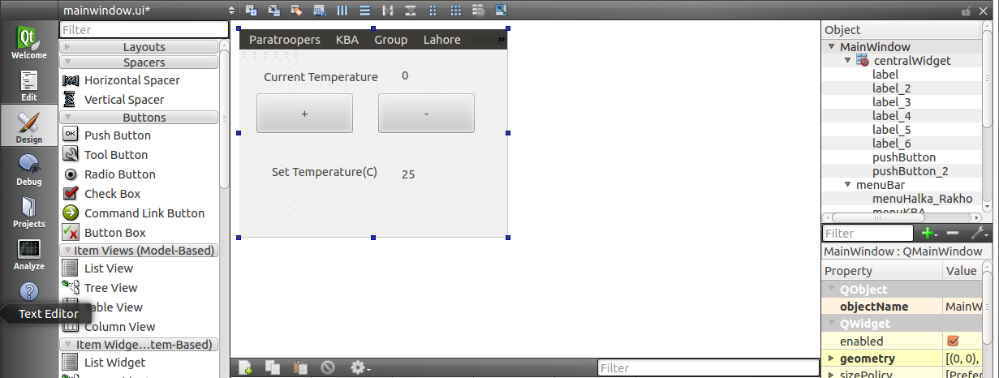 mainwindow.ui*
Welcome
Edit
Design
Debug
Projects
Analyze
?
Text Editor
Filter
Layouts
Spacers
Horizontal Spacer
Vertical Spacer
Buttons
OK Push Button
Tool Button
Radio Button
Check Box
Command Link Button
Button Box
Item Views (Model-Based)
List View
Tree View
able View
Column View
Item Widge...tem-Based)
List Widget
Paratroopers KBA Group Lahore »
Current Temperature 0
+ -
Set Temperature(C) 25
Filter
Object
MainWindow
centralWidget
label
label_2
label_3
label_4
label_5
label_6
pushButton
pushButton_2
menuBar
menuHalka_Rakho
menuKBA
Filter
MainWindow : QMainWindow
Property Value
QObject
objectName MainW
QWidget
enabled
geometry [(0, 0),
sizePolicy [Prefer